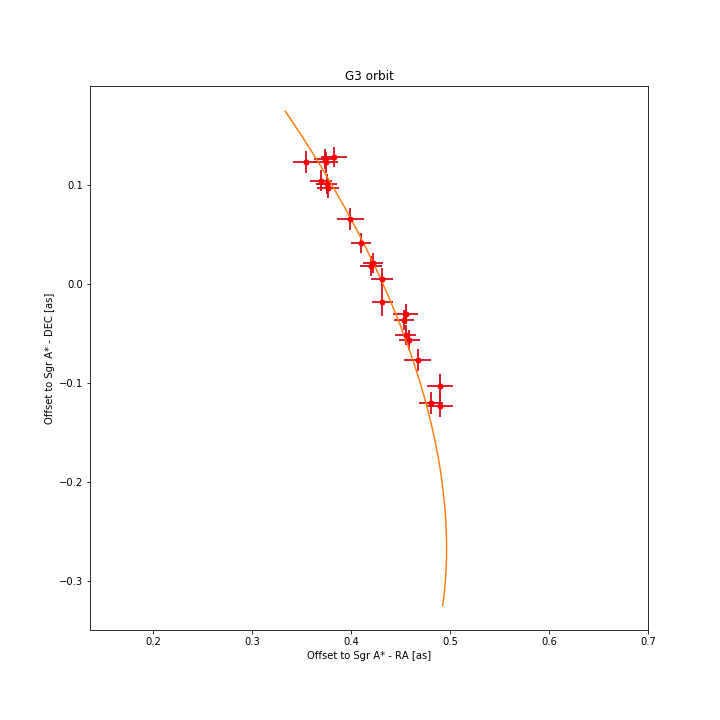 G3 orbit
Offset to Sgr A* - DEC [as]
0.1
0.0
−0.1
−0.2
−0.3
0.2 0.3 0.4 0.5 0.6 0.7
Offset to Sgr A* - RA [as]